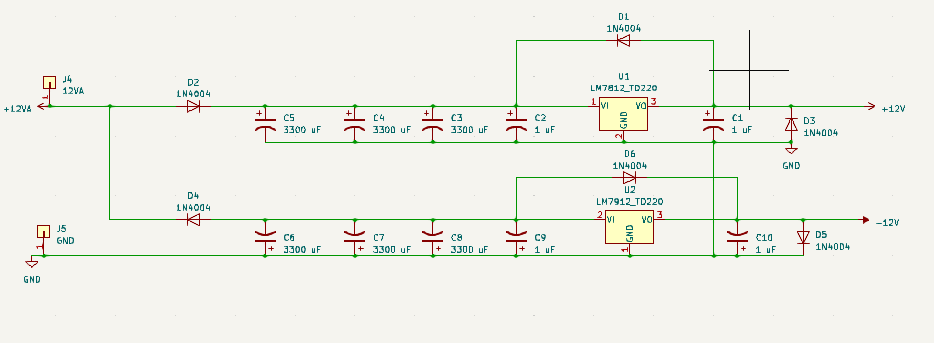 D1
1N4004
J4
12VA
1
+12VA
D2
1N4004
U1
LM7812_TO220
1 VI VO 3
GND
2
+12V
C5
3300 uF
C4
3300 uF
C3
3300 uF
C2
1 uF
C1
1 uF
D3
1N4004
GND
D6
1N4004
U2
LM7912_TO220
2 VI VO 3
GND
1
-12V
D4
1N4004
J5
GND
1
GND
C6
3300 uF
C7
3300 uF
C8
3300 uF
C9
1 uF
C10
1 uF
D5
1N4004